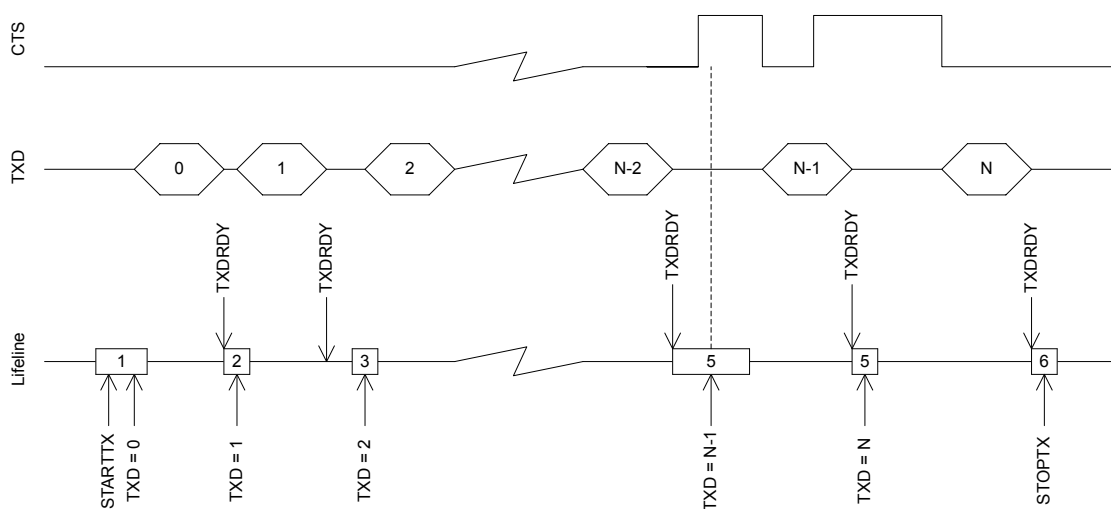 CTS
TXD
0
1
2
N-2
N-1
N
TXDRDY
TXDRDY
TXDRDY
TXDRDY
TXDRDY
Lifeline
1
2
3
5
5
6
STARTTX
TXD = 0
TXD = 1
TXD = 2
TXD = N-1
TXD = N
STOPTX